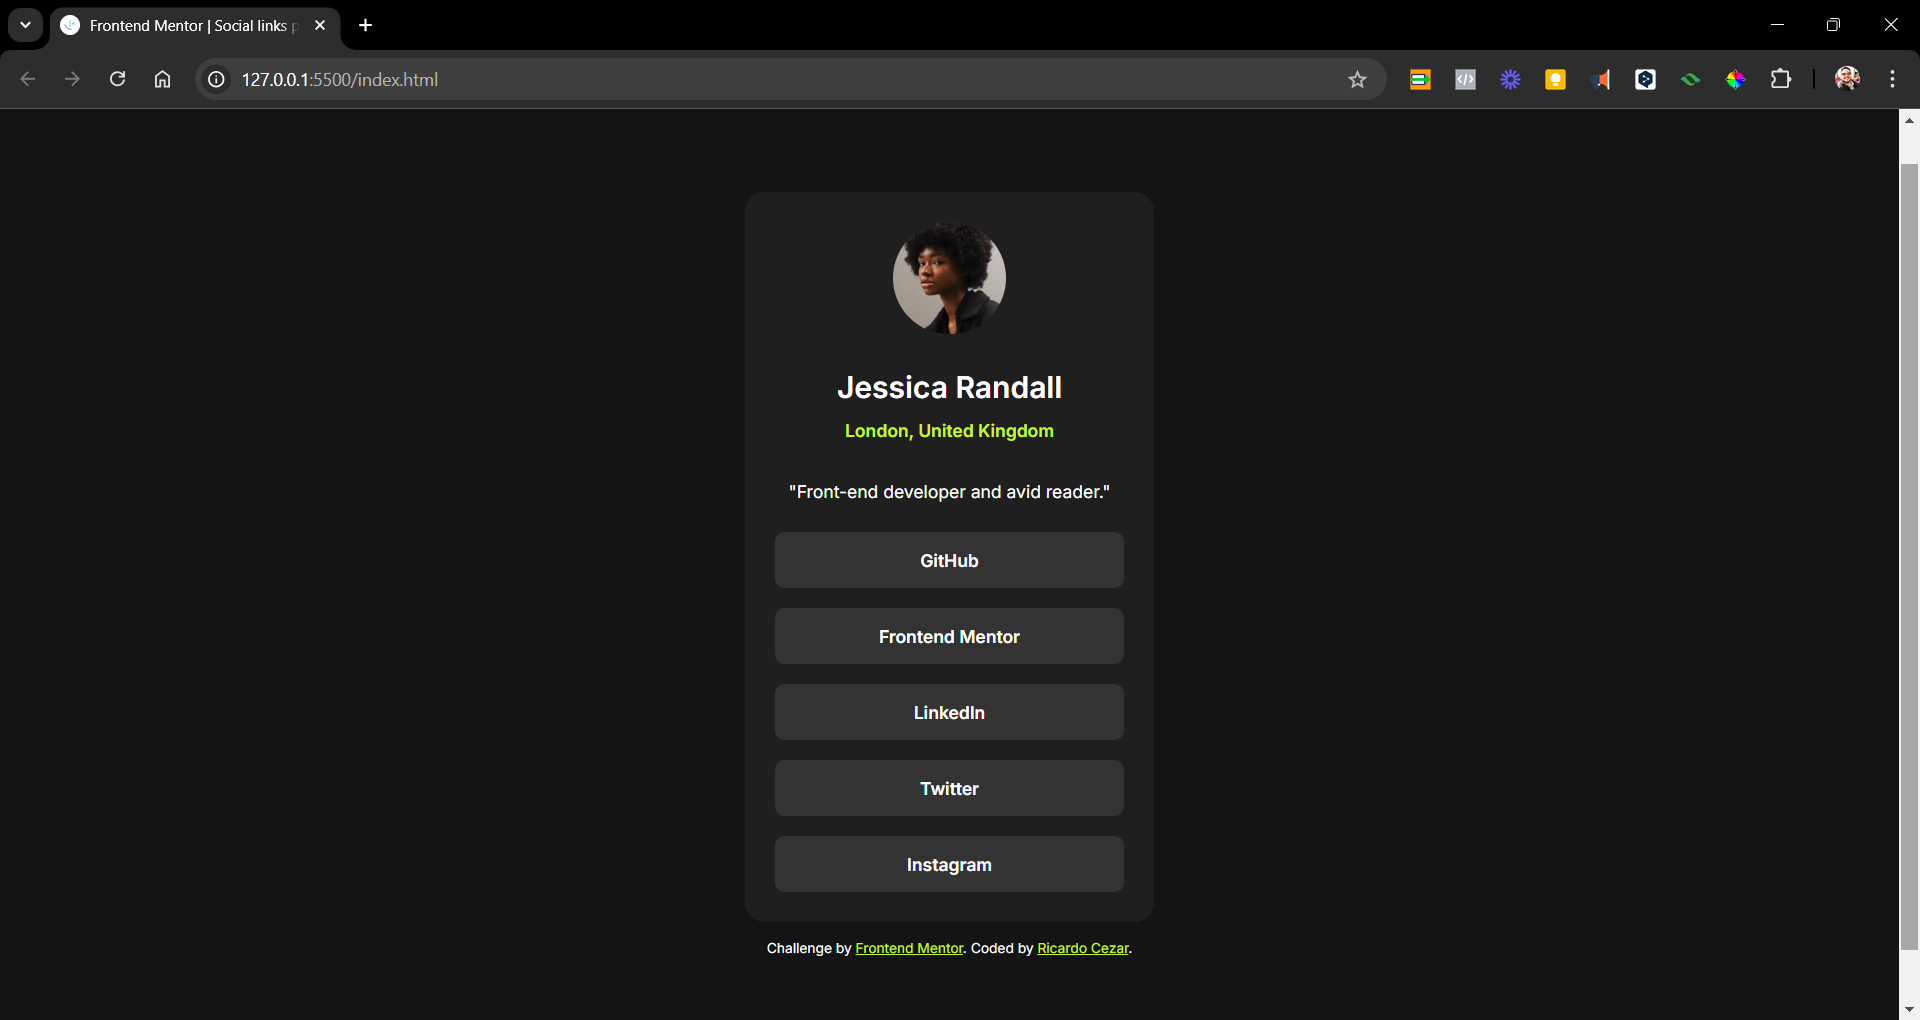 Frontend Mentor | Social links p
127.0.0.1:5500/index.html
Jessica Randall
London, United Kingdom
"Front-end developer and avid reader."
GitHub
Frontend Mentor
LinkedIn
Twitter
Instagram
Challenge by Frontend Mentor. Coded by Ricardo Cezar.